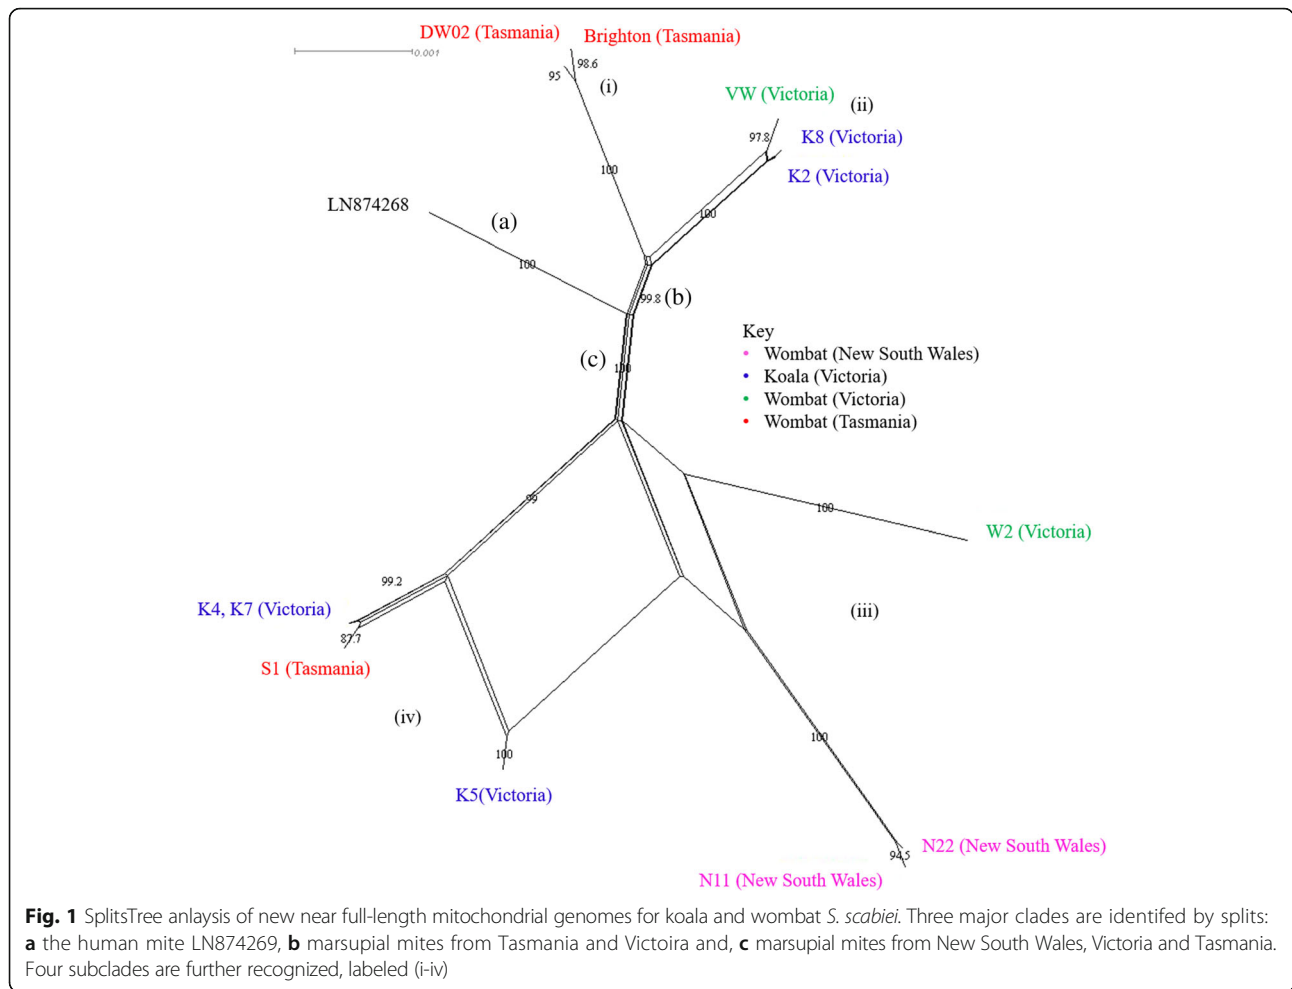 DW02 (Tasmania)
Brighton (Tasmania)
0.001
98.6
95
(i)
VW (Victoria)
(ii)
97.8
K8 (Victoria)
K2 (Victoria)
100
LN874268
(a)
100
100
99.8
(b)
(c)
100
Key
Wombat (New South Wales)
Koala (Victoria)
Wombat (Victoria)
Wombat (Tasmania)
99
100
W2 (Victoria)
99.2
K4, K7 (Victoria)
87.7
S1 (Tasmania)
(iii)
(iv)
100
K5(Victoria)
100
94.5
N22 (New South Wales)
N11 (New South Wales)
Fig. 1 SplitsTree anlaysis of new near full-length mitochondrial genomes for koala and wombat S. scabiei. Three major clades are identifed by splits:
a the human mite LN874269, b marsupial mites from Tasmania and Victoira and, c marsupial mites from New South Wales, Victoria and Tasmania.
Four subclades are further recognized, labeled (i-iv)